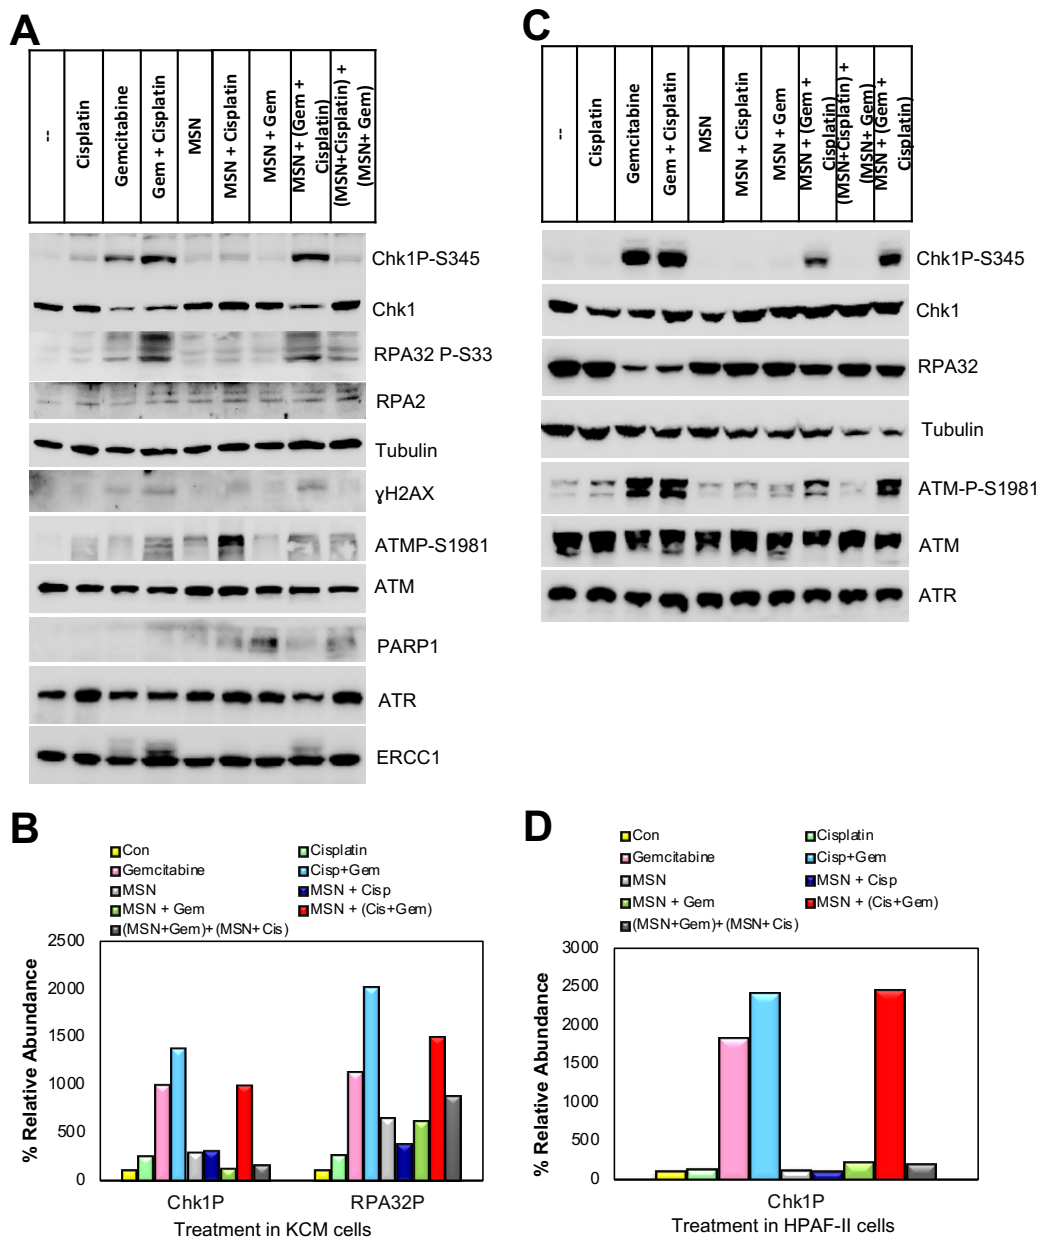 A
--
Cisplatin
Gemcitabine
Gem + Cisplatin
MSN
MSN + Cisplatin
MSN + Gem
MSN + (Gem +
Cisplatin)
(MSN+Cisplatin) +
(MSN+ Gem)
Chk1P-S345
Chk1
RPA32 P-S33
RPA2
Tubulin
ɣH2AX
ATMP-S1981
ATM
PARP1
ATR
ERCC1
C
--
Cisplatin
Gemcitabine
Gem + Cisplatin
MSN
MSN + Cisplatin
MSN + Gem
MSN + (Gem +
Cisplatin)
(MSN+Cisplatin) +
(MSN+ Gem)
MSN + (Gem +
Cisplatin)
Chk1P-S345
Chk1
RPA32
Tubulin
ATM-P-S1981
ATM
ATR
B
Con
Cisplatin
Gemcitabine
Cisp+Gem
MSN
MSN + Cisp
MSN + Gem
MSN + (Cis+Gem)
(MSN+Gem)+(MSN+Cis)
% Relative Abundance
2500
2000
1500
1000
500
0
Chk1P
RPA32P
Treatment in KCM cells
D
Con
Cisplatin
Gemcitabine
Cisp+Gem
MSN
MSN + Cisp
MSN + Gem
MSN + (Cis+Gem)
(MSN+Gem)+(MSN+Cis)
% Relative Abundance
3000
2500
2000
1500
1000
500
0
Chk1P
Treatment in HPAF-II cells